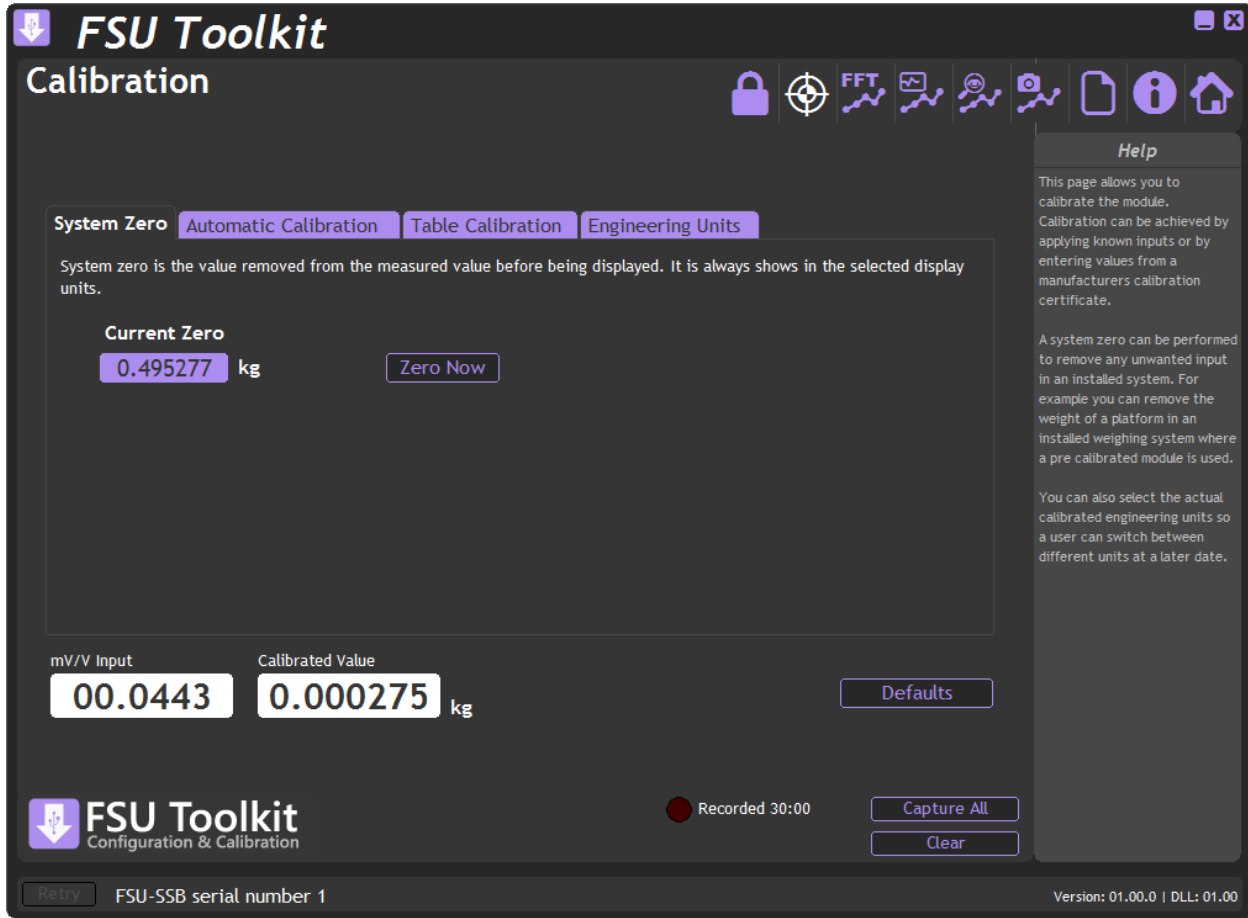 FSU Toolkit
Calibration
FFT
Help
This page allows you to
calibrate the module.
Calibration can be achieved by
applying known inputs or by
entering values from a
manufacturers calibration
certificate.
A system zero can be performed
to remove any unwanted input
in an installed system. For
example you can remove the
weight of a platform in an
installed weighing system where
a pre calibrated module is used.
You can also select the actual
calibrated engineering units so
a user can switch between
different units at a later date.
System Zero Automatic Calibration Table Calibration Engineering Units
System zero is the value removed from the measured value before being displayed. It is always shows in the selected display
units.
Current Zero
0.495277 kg Zero Now
mV/V Input Calibrated Value
00.0443 0.000275 kg Defaults
FSU Toolkit
Configuration & Calibration
Recorded 30:00 Capture All
Clear
Retry FSU-SSB serial number 1 Version: 01.00.0 | DLL: 01.00